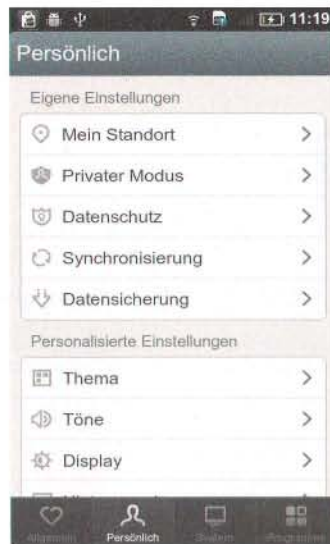 11:19
Persönlich
Eigene Einstellungen
Mein Standort
Privater Modus
Datenschutz
Synchronisierung
Datensicherung
Personalisierte Einstellungen
Thema
Töne
Display
Allgemein
Persönlich
System
Programme